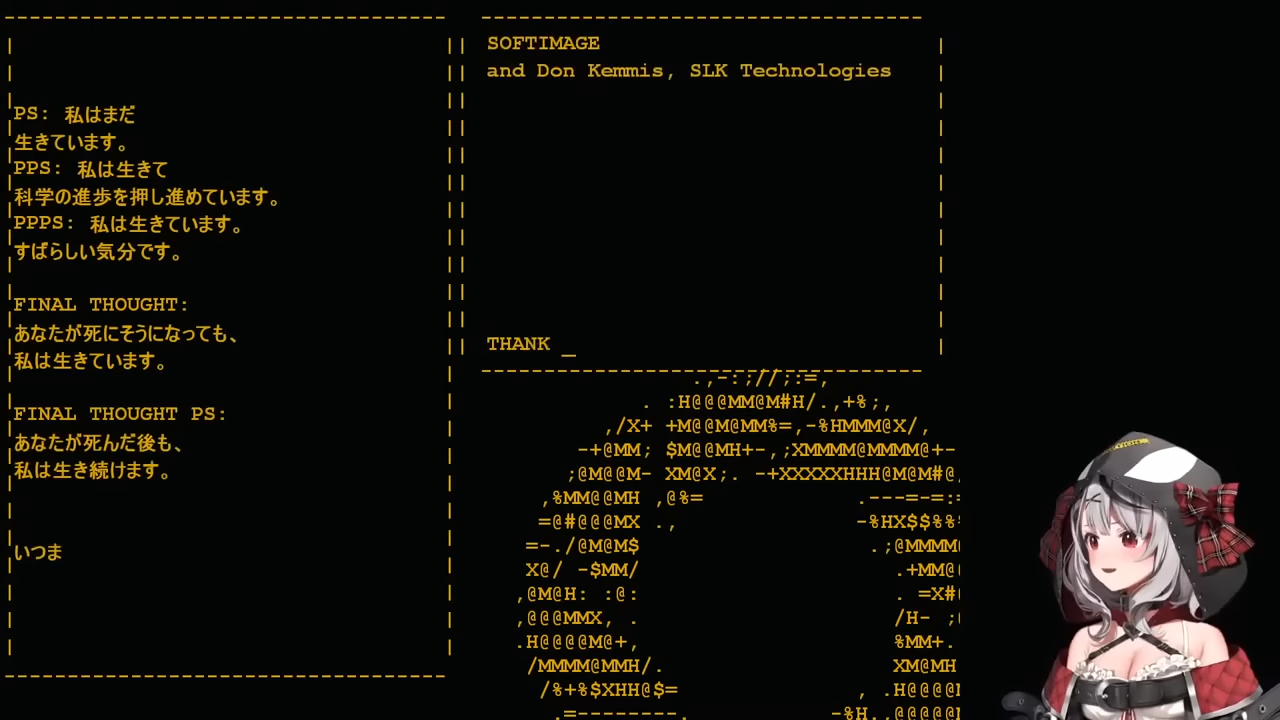 PS: 私はまだ
生きています。
PPS: 私は生きて
科学の進歩を押し進めています。
PPPS: 私は生きています。
すばらしい気分です。
FINAL THOUGHT:
あなたが死にそうになっても、
私は生きています。
FINAL THOUGHT PS:
あなたが死んだ後も、
私は生き続けます。
いつま
SOFTIMAGE
and Don Kemmis, SLK Technologies
THANK _